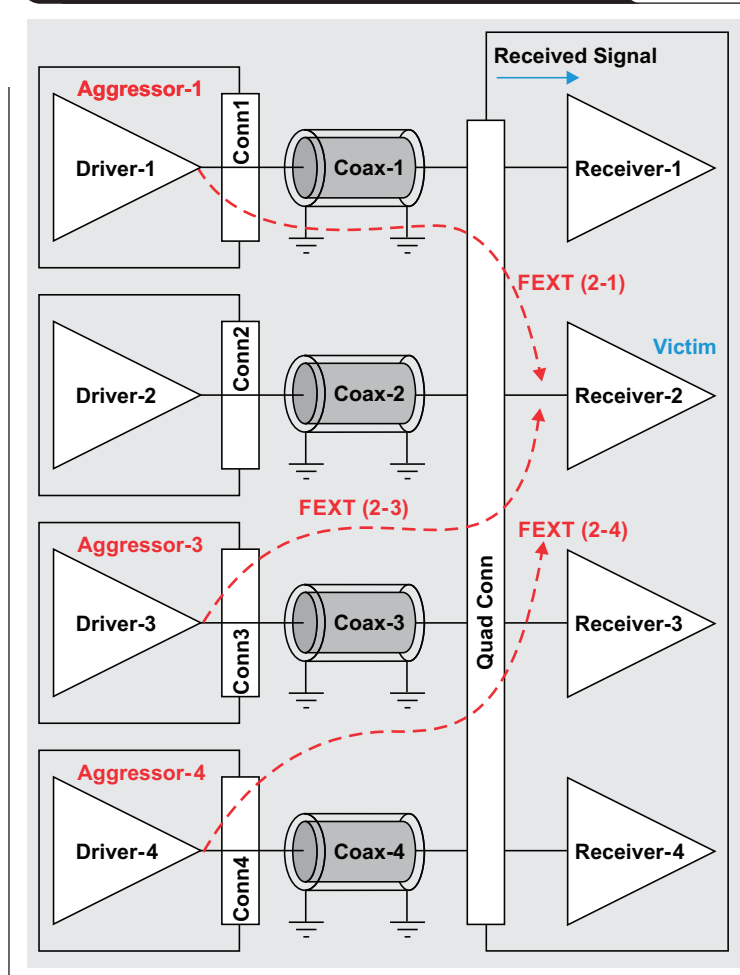 Received Signal
Aggressor-1
Conn1
Driver-1
Coax-1
Receiver-1
FEXT (2-1)
Conn2
Victim
Driver-2
Coax-2
Receiver-2
FEXT (2-3)
Aggressor-3
FEXT (2-4)
Driver-3
Conn3
Coax-3
Quad Conn
Receiver-3
Aggressor-4
Driver-4
Conn4
Coax-4
Receiver-4